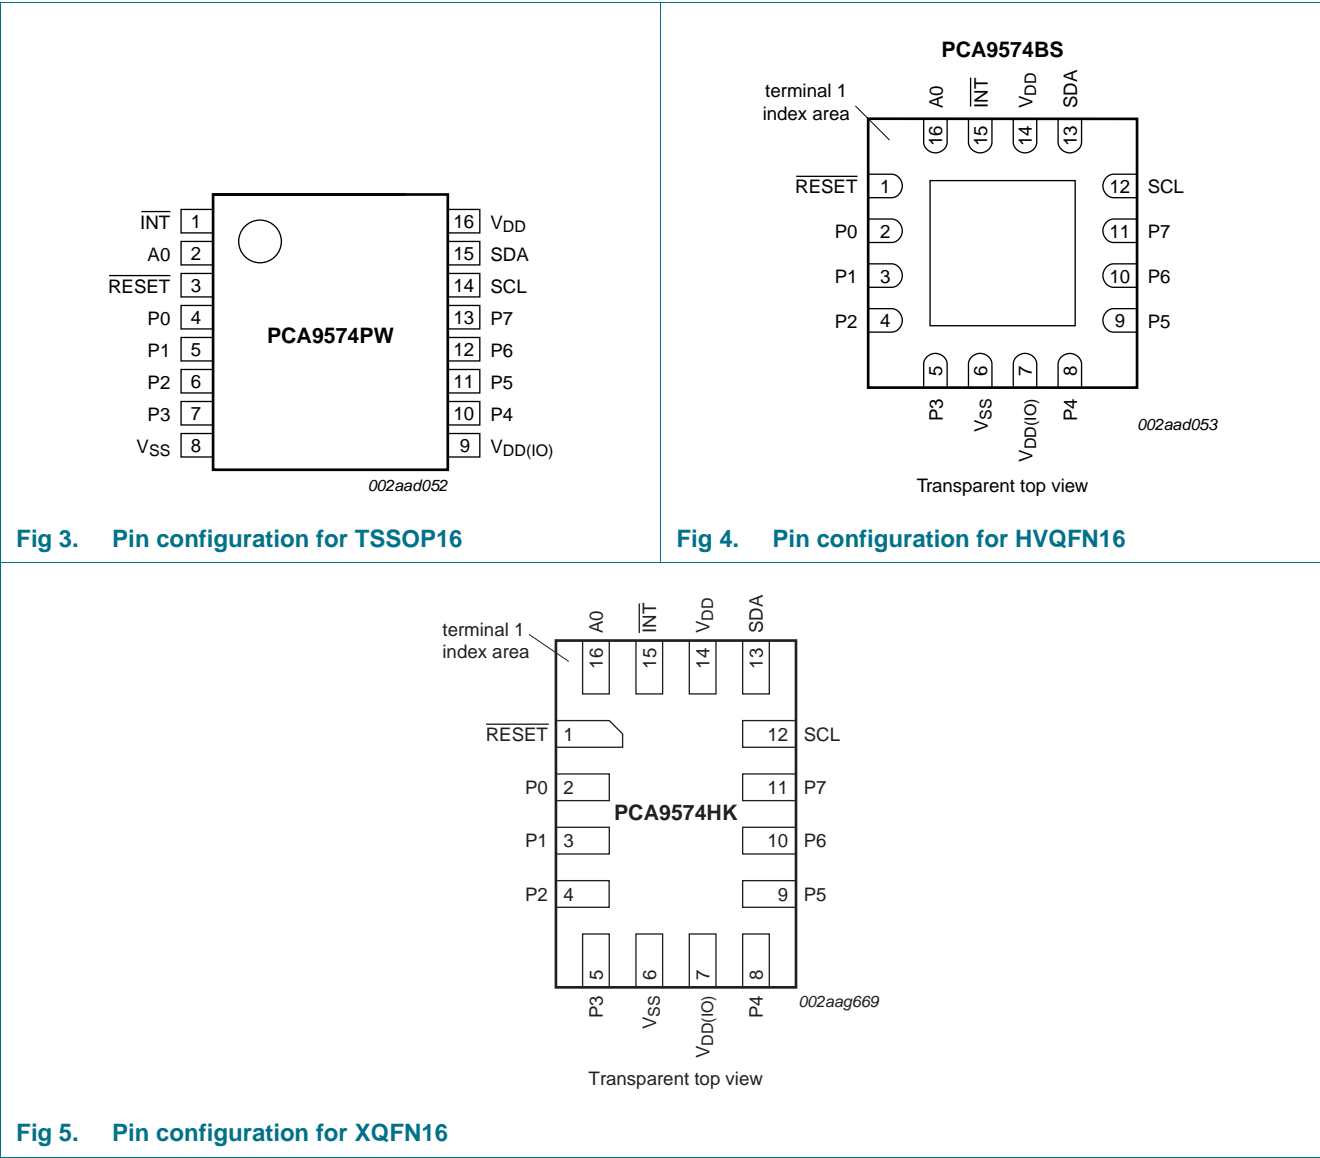 INT 1
A0 2
RESET 3
P0 4
P1 5
P2 6
P3 7
VSS 8
PCA9574PW
16 VDD
15 SDA
14 SCL
13 P7
12 P6
11 P5
10 P4
9 VDD(IO)
002aad052
Fig 3. Pin configuration for TSSOP16
PCA9574BS
terminal 1
index area
A0 INT VDD SDA
16 15 14 13
RESET 1
P0 2
P1 3
P2 4
12 SCL
11 P7
10 P6
9 P5
5 6 7 8
P3 VSS VDD(IO) P4
002aad053
Transparent top view
Fig 4. Pin configuration for HVQFN16
terminal 1
index area
A0 INT VDD SDA
16 15 14 13
RESET 1
P0 2
P1 3
P2 4
PCA9574HK
12 SCL
11 P7
10 P6
9 P5
5 6 7 8
P3 VSS VDD(IO) P4
002aag669
Transparent top view
Fig 5. Pin configuration for XQFN16